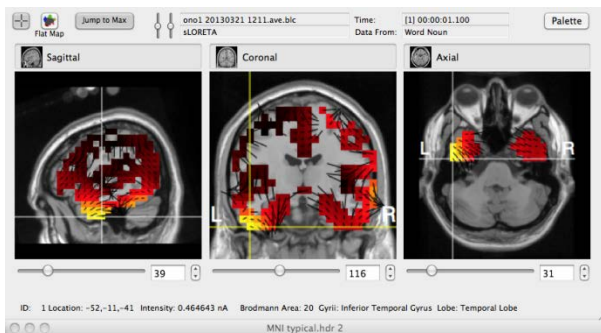 Jump to Max
ono1 20130321 1211.ave.blc
Time:
[1] 00:00:01.100
Palette
Flat Map
sLORETA
Data From:
Word Noun
Sagittal
Coronal
Axial
L
R
L
R
39
116
31
ID: 1 Location: -52,-11,-41 Intensity: 0.464643 nA Brodmann Area: 20 Gyrii: Inferior Temporal Gyrus Lobe: Temporal Lobe
MNI typical.hdr 2